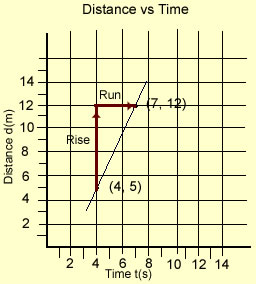 Distance vs Time
14
12
10
8
6
4
2
Distance d(m)
Run
(7, 12)
Rise
(4, 5)
2 4 6 8 10 12 14
Time t(s)